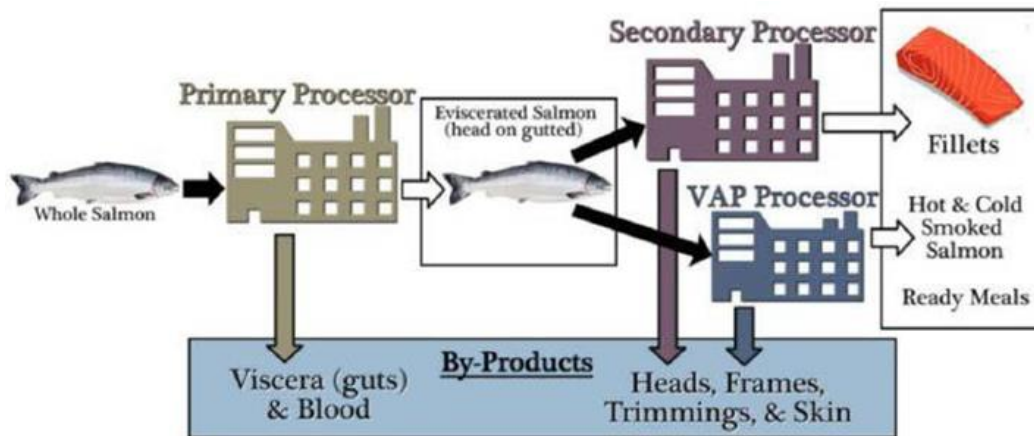 Secondary Processor
Primary Processor
Eviscerated Salmon
(head on gutted)
Fillets
Whole Salmon
VAP Processor
Hot & Cold
Smoked
Salmon
Ready Meals
By-Products
Viscera (guts)
& Blood
Heads, Frames,
Trimmings, & Skin